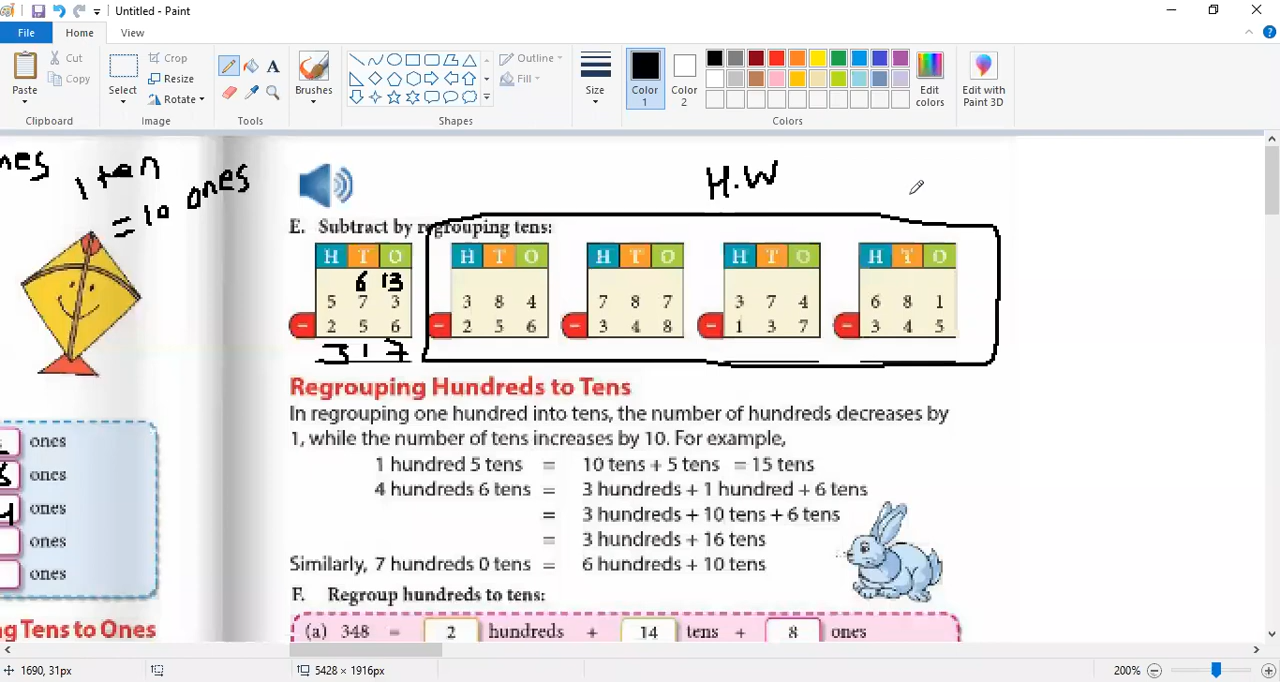 Untitled - Paint
File Home View
Paste Cut Copy Select Crop Resize Rotate A Brushes Outline Fill Size Color 1 Color 2 Edit colors Edit with Paint 3D
Clipboard Image Tools Shapes Colors
1 ten
= 10 ones
H.W
E. Subtract by regrouping tens:
H T O H T O H T O H T O H T O
6 13
5 7 3 3 8 4 7 8 7 3 7 4 6 8 1
- 2 5 6 - 2 5 6 - 3 4 8 - 1 3 7 - 3 4 5
3 1 7
Regrouping Hundreds to Tens
In regrouping one hundred into tens, the number of hundreds decreases by
1, while the number of tens increases by 10. For example,
1 hundred 5 tens = 10 tens + 5 tens = 15 tens
4 hundreds 6 tens = 3 hundreds + 1 hundred + 6 tens
= 3 hundreds + 10 tens + 6 tens
= 3 hundreds + 16 tens
Similarly, 7 hundreds 0 tens = 6 hundreds + 10 tens
F. Regroup hundreds to tens:
(a) 348 = 2 hundreds + 14 tens + 8 ones
ones
ones
ones
ones
ones
Tens to Ones
1690, 31px 5428 × 1916px 200%